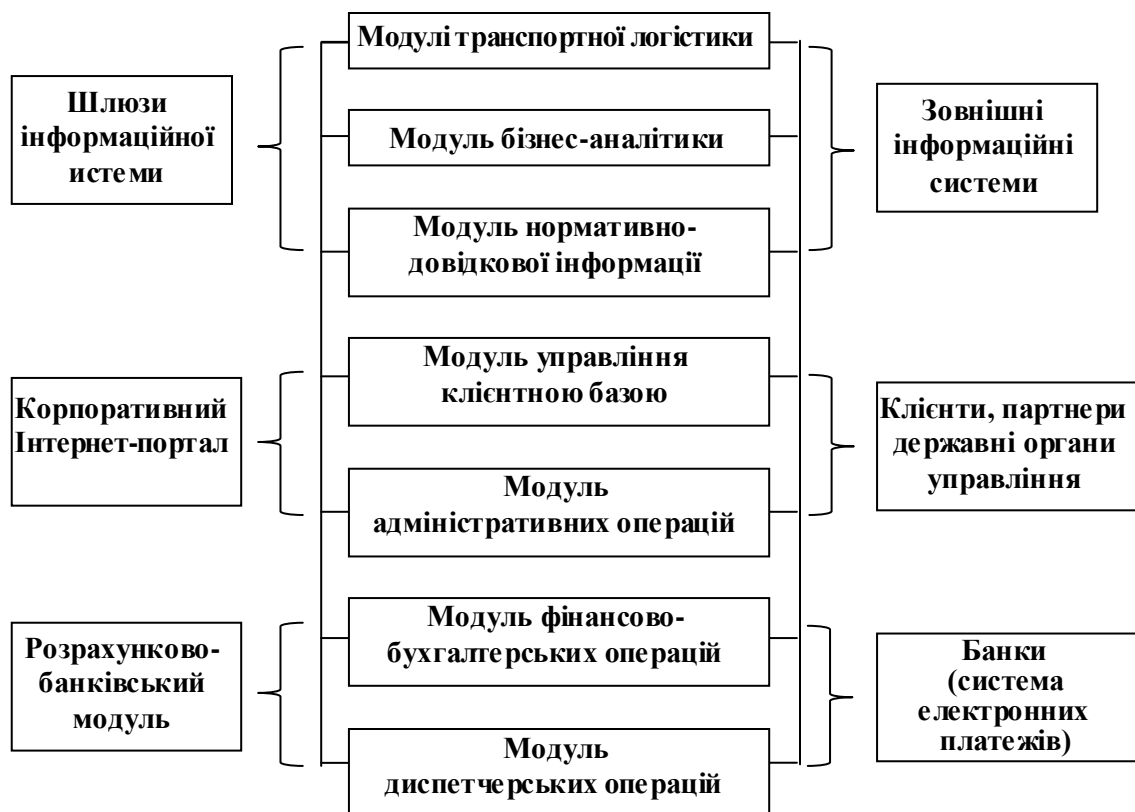 Модулі транспортної логістики
Шлюзи
інформаційної
истеми
Модуль бізнес-аналітики
Зовнішні
інформаційні
системи
Модуль нормативно-
довідкової інформації
Модуль управління
клієнтною базою
Корпоративний
Інтернет-портал
Клієнти, партнери
державні органи
управління
Модуль
адміністративних операцій
Модуль фінансово-
бухгалтерських операцій
Розрахунково-
банківський
модуль
Банки
(система
електронних
платежів)
Модуль
диспетчерських операцій